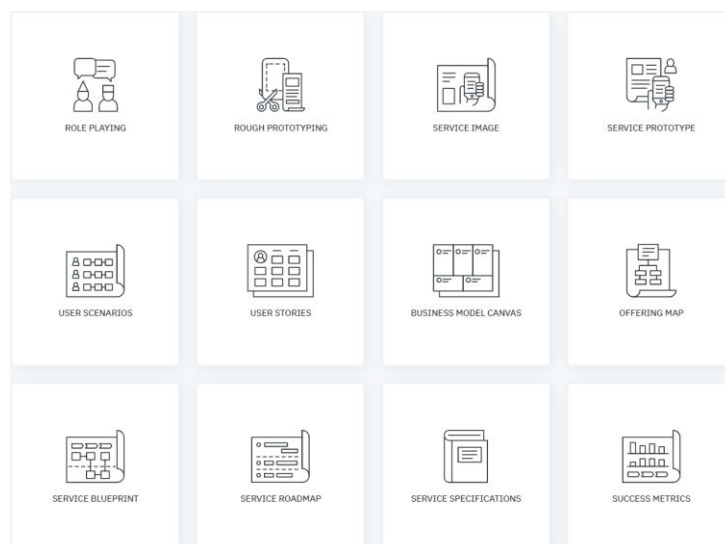 ROLE PLAYING
ROUGH PROTOTYPING
SERVICE IMAGE
SERVICE PROTOTYPE
USER SCENARIOS
USER STORIES
BUSINESS MODEL CANVAS
OFFERING MAP
SERVICE BLUEPRINT
SERVICE ROADMAP
SERVICE SPECIFICATIONS
SUCCESS METRICS